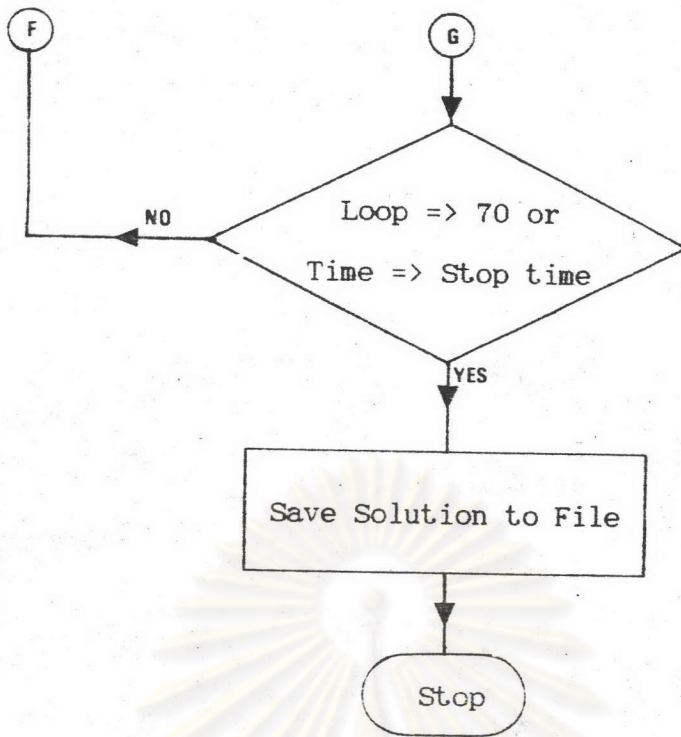 F
G
Loop => 70 or
Time => Stop time
NO
YES
Save Solution to File
Stop